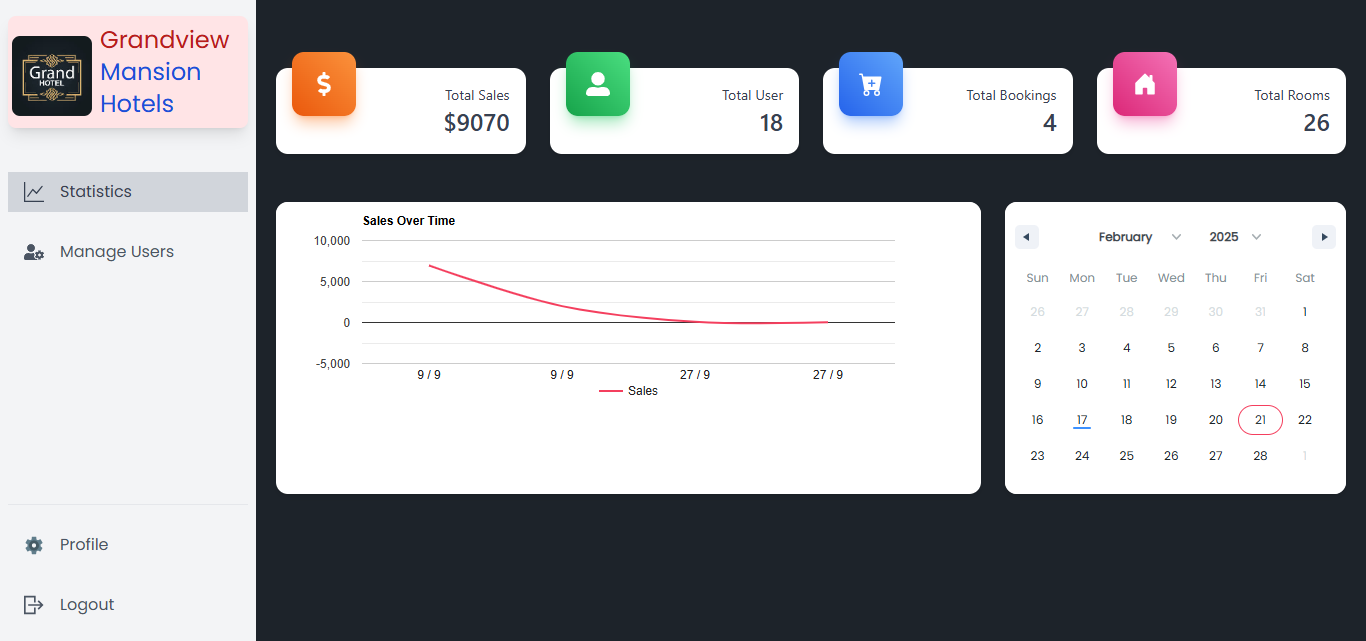 Grandview
Mansion
Hotels
Grand
HOTEL
Statistics
Manage Users
Profile
Logout
Total Sales
$9070
Total User
18
Total Bookings
4
Total Rooms
26
Sales Over Time
10,000
5,000
0
-5,000
9 / 9 9 / 9 27 / 9 27 / 9
Sales
February 2025
Sun Mon Tue Wed Thu Fri Sat
26 27 28 29 30 31 1
2 3 4 5 6 7 8
9 10 11 12 13 14 15
16 17 18 19 20 21 22
23 24 25 26 27 28 1